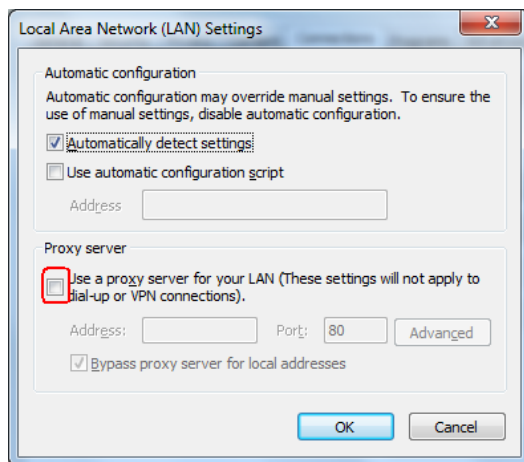 Local Area Network (LAN) Settings
Automatic configuration
Automatic configuration may override manual settings. To ensure the
use of manual settings, disable automatic configuration.
Automatically detect settings
Use automatic configuration script
Address
Proxy server
Use a proxy server for your LAN (These settings will not apply to
dial-up or VPN connections).
Address:
Port:
80
Advanced
Bypass proxy server for local addresses
OK
Cancel